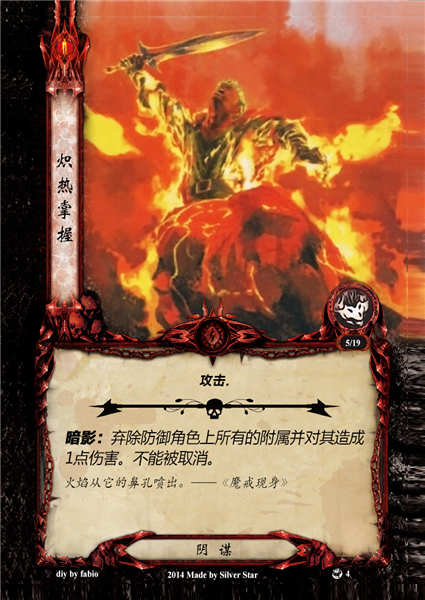 炽热掌握
5/19
攻击.
暗影：弃除防御角色上所有的附属并对其造成
1点伤害。不能被取消。
火焰从它的鼻孔喷出。——《魔戒现身》
阴谋
diy by fabio
2014 Made by Silver Star
4